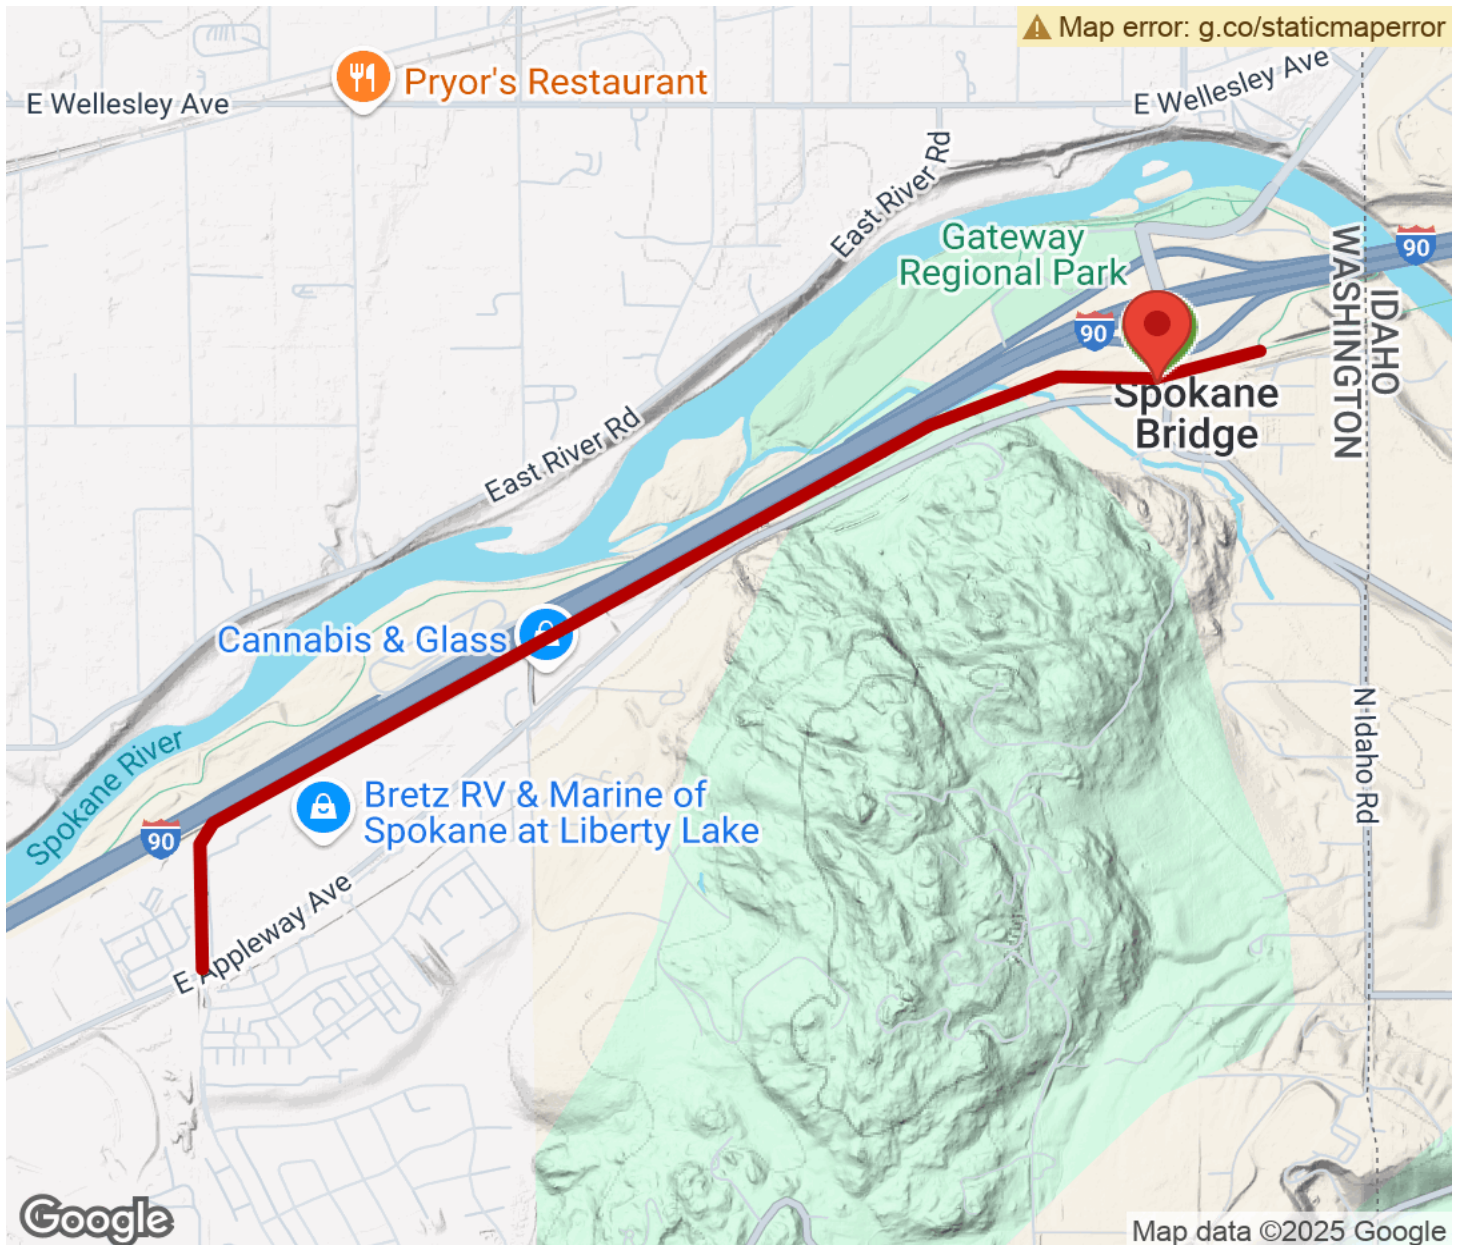 Map error: g.co/staticmaperror
E Wellesley Ave
Pryor's Restaurant
E Wellesley Ave
East River Rd
Gateway
Regional Park
90
90
WASHINGTON
IDAHO
Spokane
Bridge
East River Rd
Cannabis & Glass
Spokane River
90
Bretz RV & Marine of
Spokane at Liberty Lake
N Idaho Rd
E Appleway Ave
Google
Map data ©2025 Google